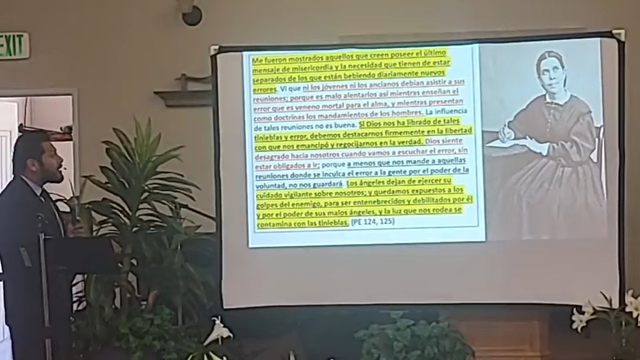 EXIT
Me fueron mostrados aquellos que creen poseer el último
mensaje de misericordia y la necesidad que tienen de estar
separados de los que están bebiendo diariamente nuevos
errores. Vi que ni los jóvenes ni los ancianos debían asistir a sus
reuniones; porque es malo alentarlos así mientras enseñan el
error que es veneno mortal para el alma, y mientras presentan
como doctrinas los mandamientos de los hombres. La influencia
de tales reuniones no es buena. Si Dios nos ha librado de tales
tinieblas y error, debemos destacarnos firmemente en la libertad
con que nos emancipó y regocijarnos en la verdad. Dios siente
desagrado hacia nosotros cuando vamos a escuchar el error, sin
estar obligados a ir; porque a menos que nos mande a aquellas
reuniones donde se inculca el error a la gente por el poder de la
voluntad, no nos guardará. Los ángeles dejan de ejercer su
cuidado vigilante sobre nosotros; y quedamos expuestos a los
golpes del enemigo, para ser entenebrecidos y debilitados por él
y por el poder de sus malos ángeles, y la luz que nos rodea se
contamina con las tinieblas. (PE 124, 125)